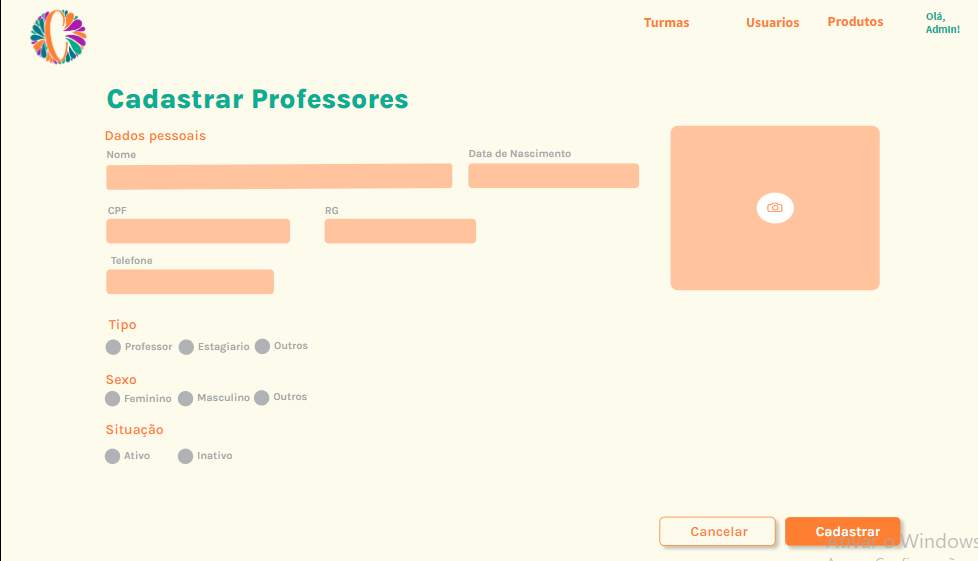 Turmas Usuarios Produtos Olá,
Admin!
Cadastrar Professores
Dados pessoais
Nome Data de Nascimento
CPF RG
Telefone
Tipo
Professor Estagiario Outros
Sexo
Feminino Masculino Outros
Situação
Ativo Inativo
Cancelar Cadastrar
Ativar o Windows